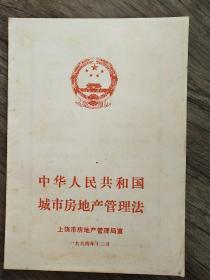 中华人民共和国
城市房地产管理法
上饶市房地产管理局宣
一九九四年十二月